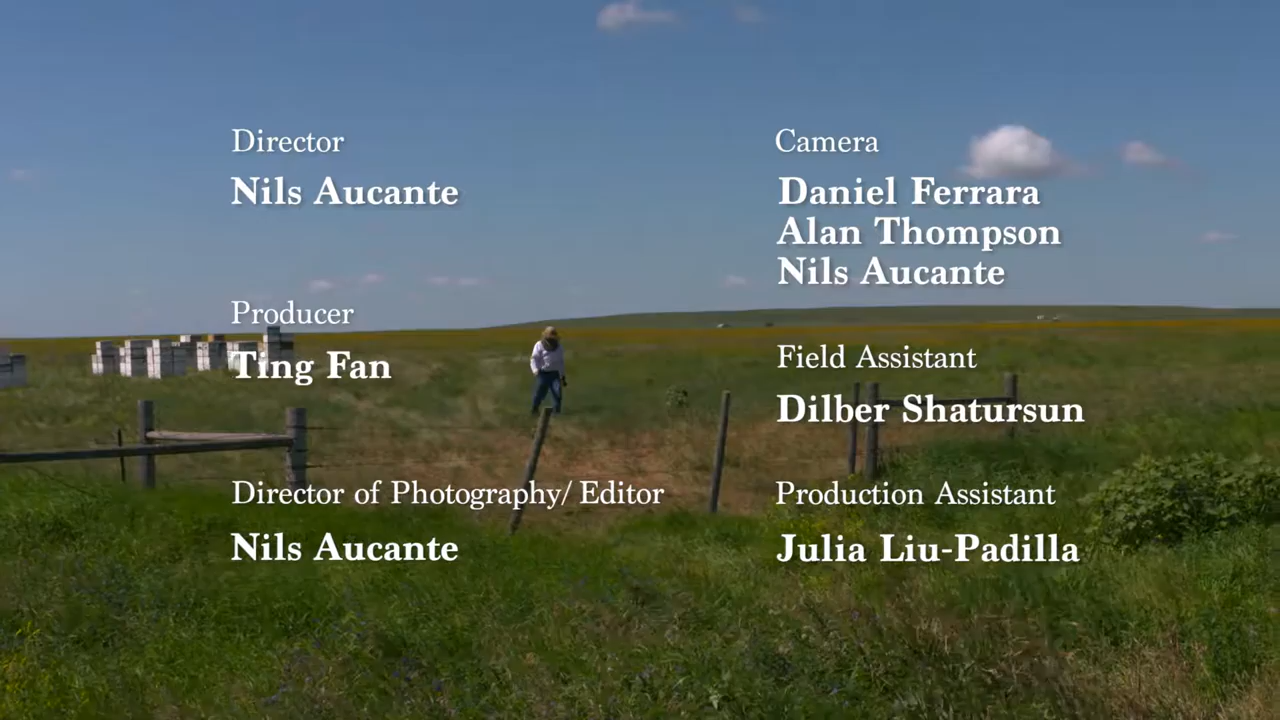 Director
Nils Aucante
Producer
Ting Fan
Director of Photography/ Editor
Nils Aucante
Camera
Daniel Ferrara
Alan Thompson
Nils Aucante
Field Assistant
Dilber Shatursun
Production Assistant
Julia Liu-Padilla